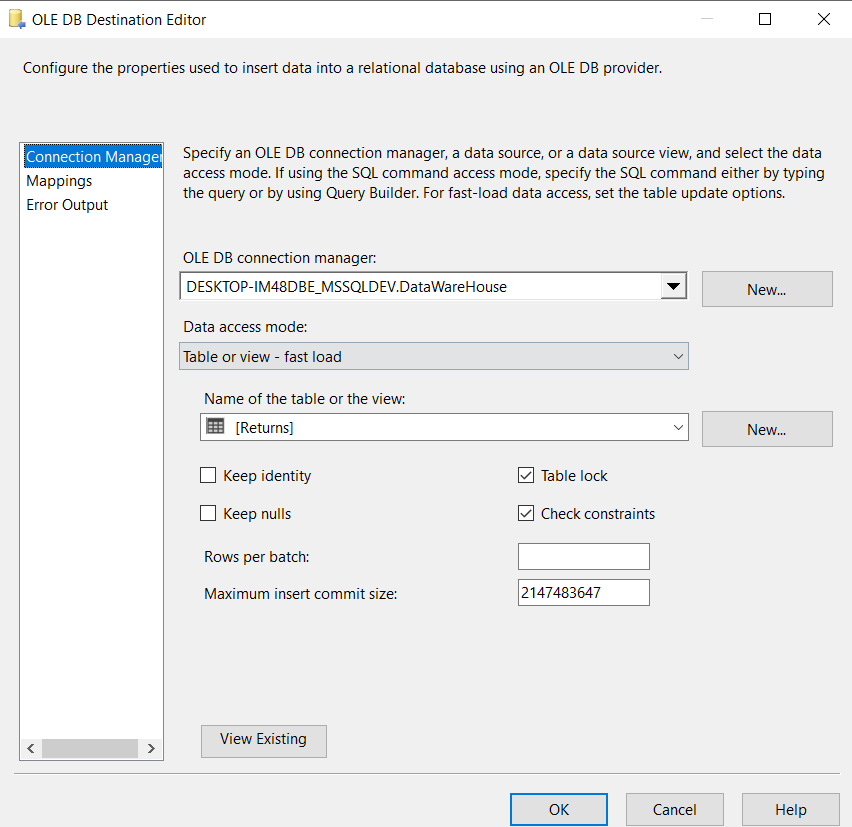 OLE DB Destination Editor
Configure the properties used to insert data into a relational database using an OLE DB provider.
Connection Manager
Mappings
Error Output
Specify an OLE DB connection manager, a data source, or a data source view, and select the data
access mode. If using the SQL command access mode, specify the SQL command either by typing
the query or by using Query Builder. For fast-load data access, set the table update options.
OLE DB connection manager:
DESKTOP-IM48DBE_MSSQLDEV.DataWareHouse
New...
Data access mode:
Table or view - fast load
Name of the table or the view:
[Returns]
New...
Keep identity
Table lock
Keep nulls
Check constraints
Rows per batch:
Maximum insert commit size:
2147483647
View Existing
OK
Cancel
Help